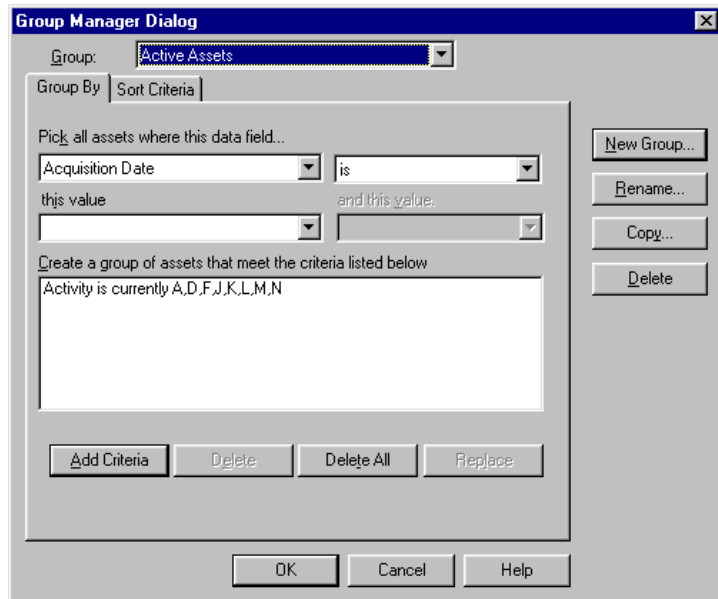 Group Manager Dialog
Group: Active Assets
Group By Sort Criteria
Pick all assets where this data field...
Acquisition Date is
this value and this value.
Create a group of assets that meet the criteria listed below
Activity is currently A,D,F,J,K,L,M,N
Add Criteria Delete Delete All Replace
New Group...
Rename...
Copy...
Delete
OK Cancel Help